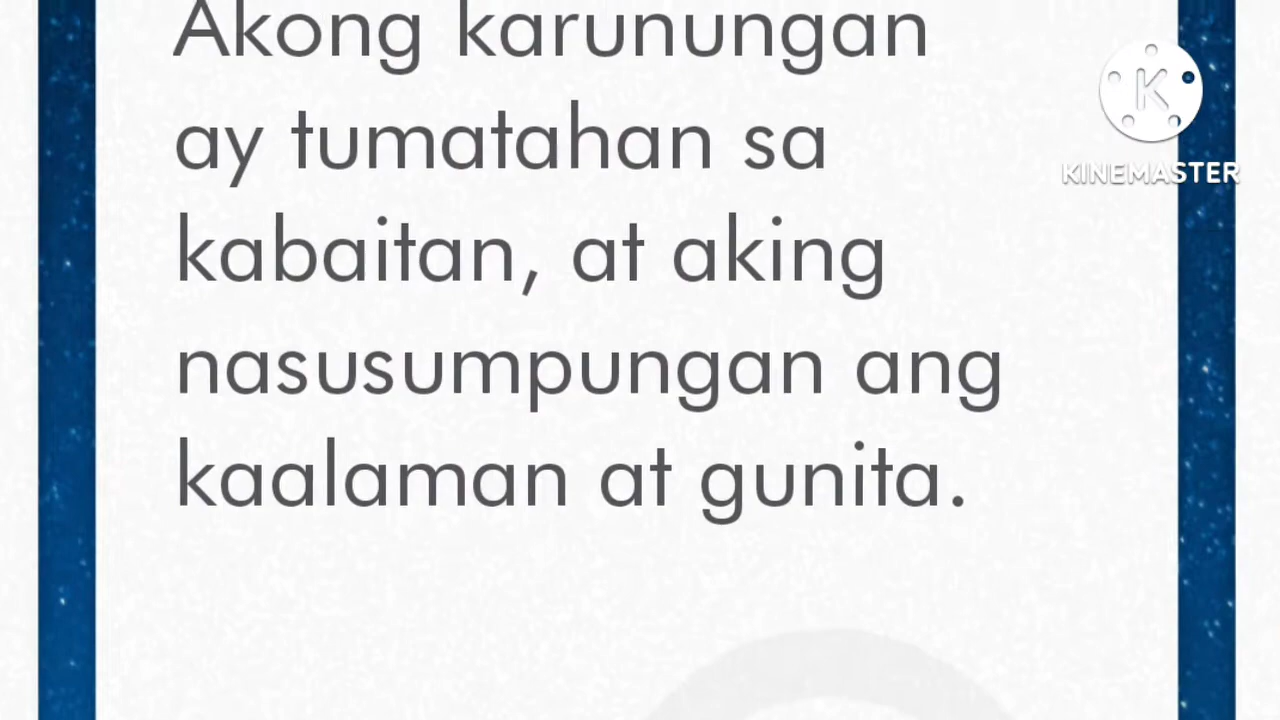 Akong karunungan
ay tumatahan sa
kabaitan, at aking
nasusumpungan ang
kaalaman at gunita.
K
KINEMASTER